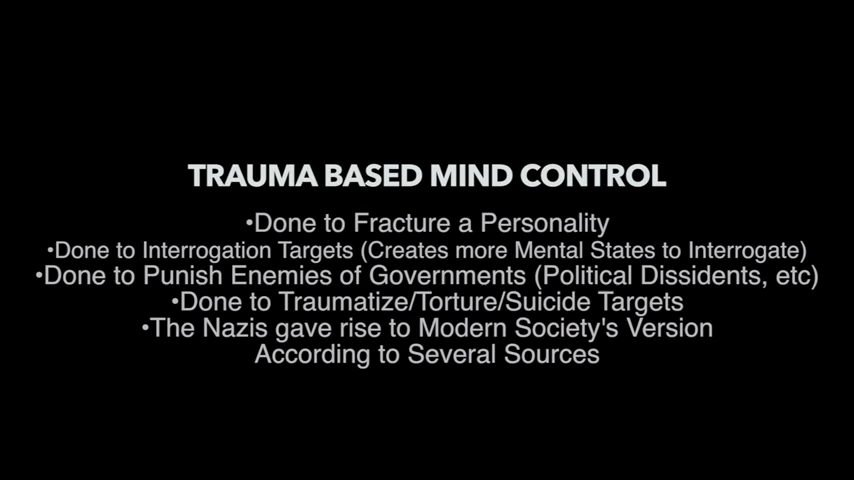 TRAUMA BASED MIND CONTROL
•Done to Fracture a Personality
•Done to Interrogation Targets (Creates more Mental States to Interrogate)
•Done to Punish Enemies of Governments (Political Dissidents, etc)
•Done to Traumatize/Torture/Suicide Targets
•The Nazis gave rise to Modern Society's Version
According to Several Sources